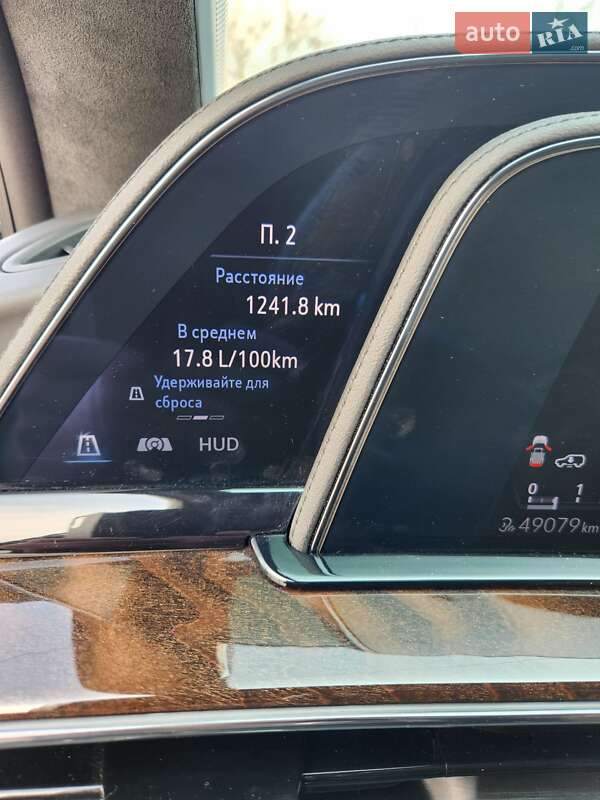 auto RIA .com
П. 2
Расстояние
1241.8 km
В среднем
17.8 L/100km
Удерживайте для
сброса
HUD
0 1
49079 km